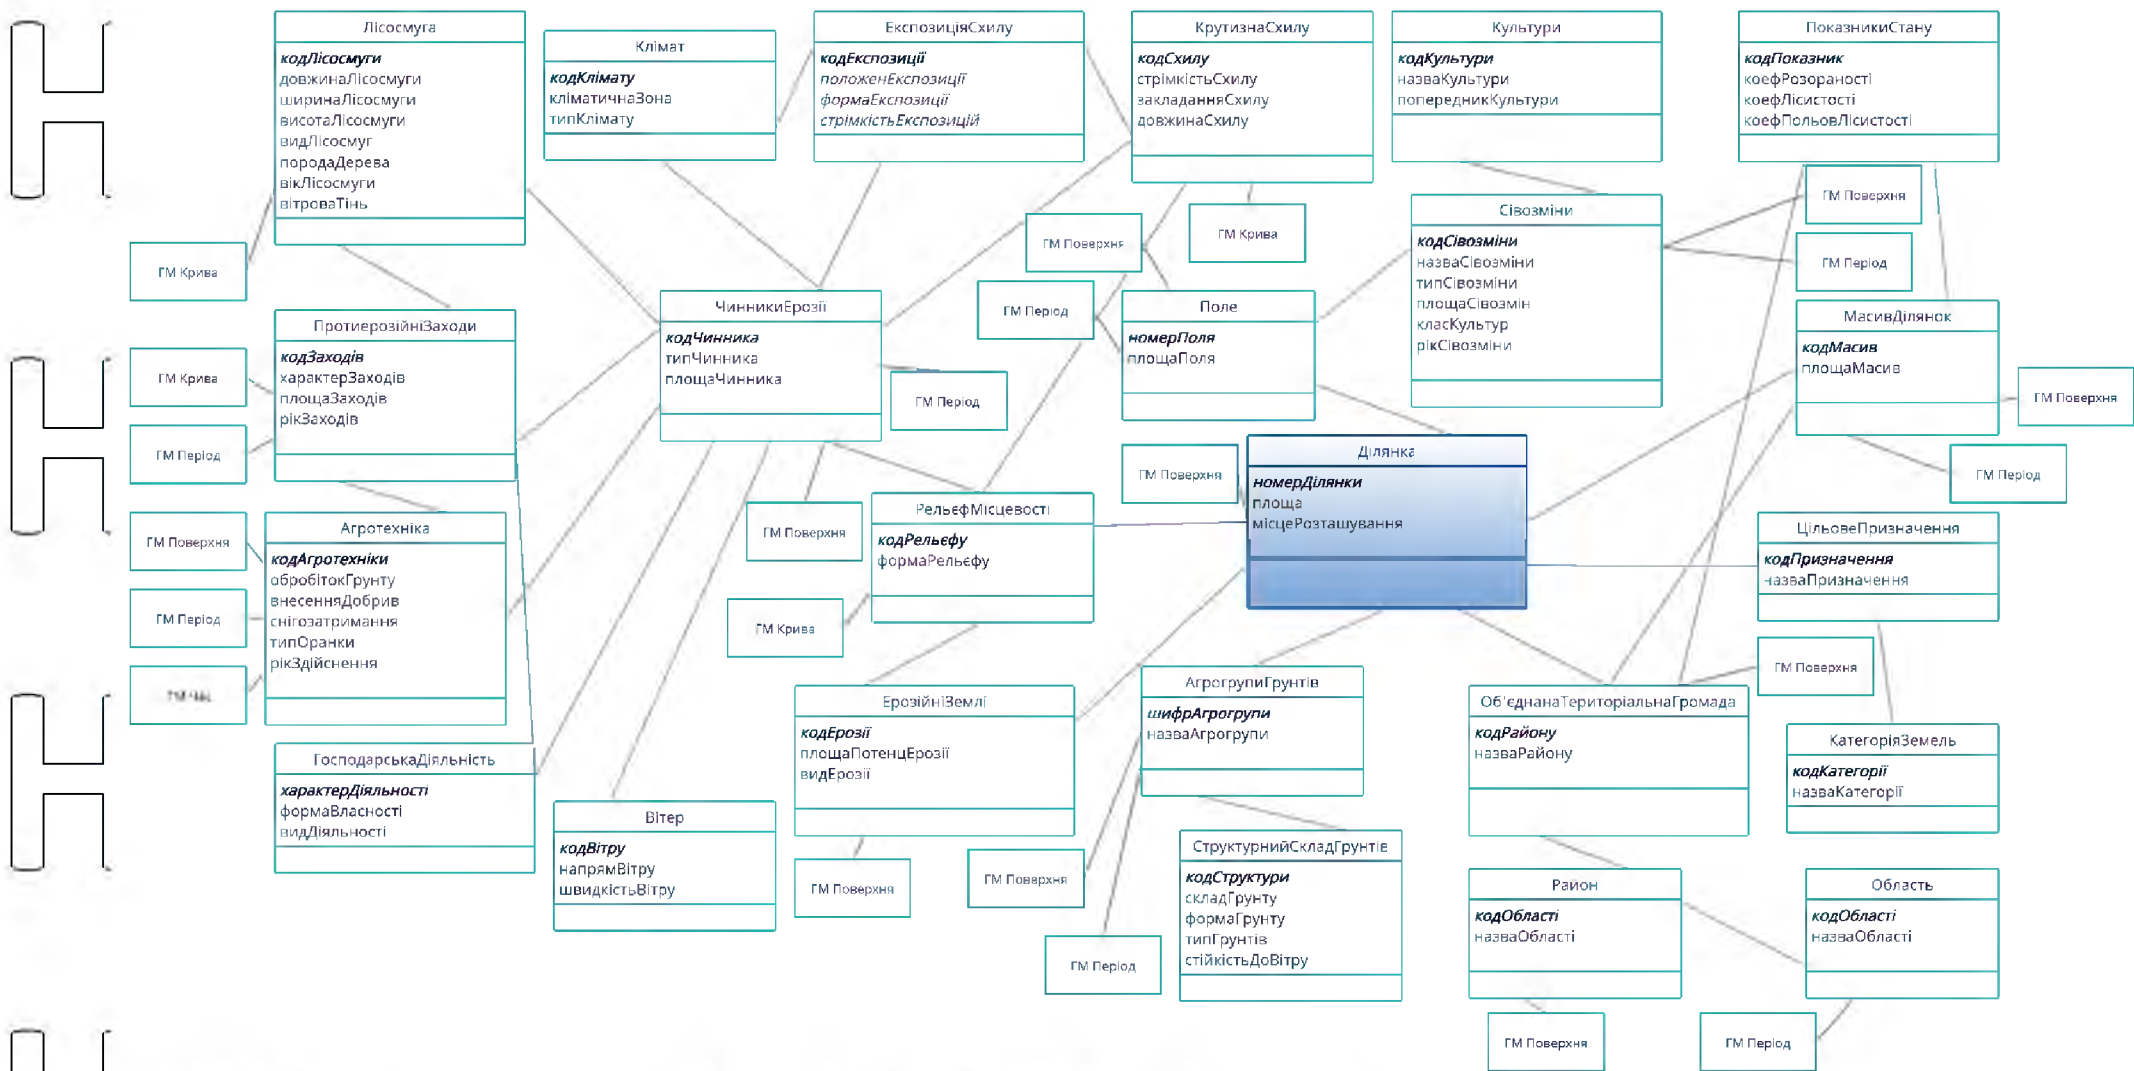 Лісосмуга
кодЛісосмуги
довжинаЛісосмуги
ширинаЛісосмуги
висотаЛісосмуги
видЛісосмуг
породаДерева
вікЛісосмуги
вітроваТінь
Клімат
кодКлімату
кліматичнаЗона
типКлімату
ЕкспозиціяСхилу
кодЕкспозиції
положенЕкспозиції
формаЕкспозиції
стрімкістьЕкспозицій
КрутизнаСхилу
кодСхилу
стрімкістьСхилу
закладанняСхилу
довжинаСхилу
Культури
кодКультури
назваКультури
попередникКультури
ПоказникиСтану
кодПоказник
коефРозораності
коефЛісистості
коефПольовЛісистості
ГМ Поверхня
ГМ Період
Сівозміни
кодСівозміни
назваСівозміни
типСівозміни
площаСівозмін
класКультур
рікСівозміни
ГМ Крива
ГМ Поверхня
ГМ Період
ГМ Крива
ПротиерозійніЗаходи
кодЗаходів
характерЗаходів
площаЗаходів
рікЗаходів
ГМ Крива
ГМ Період
ЧинникиЕрозії
кодЧинника
типЧинника
площаЧинника
ГМ Період
Поле
номерПоля
площаПоля
МасивДілянок
кодМасив
площаМасив
ГМ Поверхня
ГМ Період
Ділянка
номерДілянки
площа
місцеРозташування
ГМ Поверхня
ГМ Поверхня
РельєфМісцевості
кодРельєфу
формаРельєфу
ГМ Крива
Агротехніка
кодАгротехніки
обробітокГрунту
внесенняДобрив
снігозатримання
типОранки
рікЗдійснення
ГМ Поверхня
ГМ Період
ЦільовеПризначення
кодПризначення
назваПризначення
ГМ Поверхня
ЕрозійніЗемлі
кодЕрозії
площаПотенцЕрозії
видЕрозії
АгрогрупиГрунтів
шифрАгрогрупи
назваАгрогрупи
Об'єднанаТериторіальнаГромада
кодРайону
назваРайону
КатегоріяЗемель
кодКатегорії
назваКатегорії
ГосподарськаДіяльність
характерДіяльності
формаВласності
видДіяльності
Вітер
кодВітру
напрямВітру
швидкістьВітру
ГМ Поверхня
ГМ Поверхня
ГМ Період
СтруктурнийСкладГрунтів
кодСтруктури
складГрунту
формаГрунту
типГрунтів
стійкістьДоВітру
Район
кодОбласті
назваОбласті
Область
кодОбласті
назваОбласті
ГМ Поверхня
ГМ Період